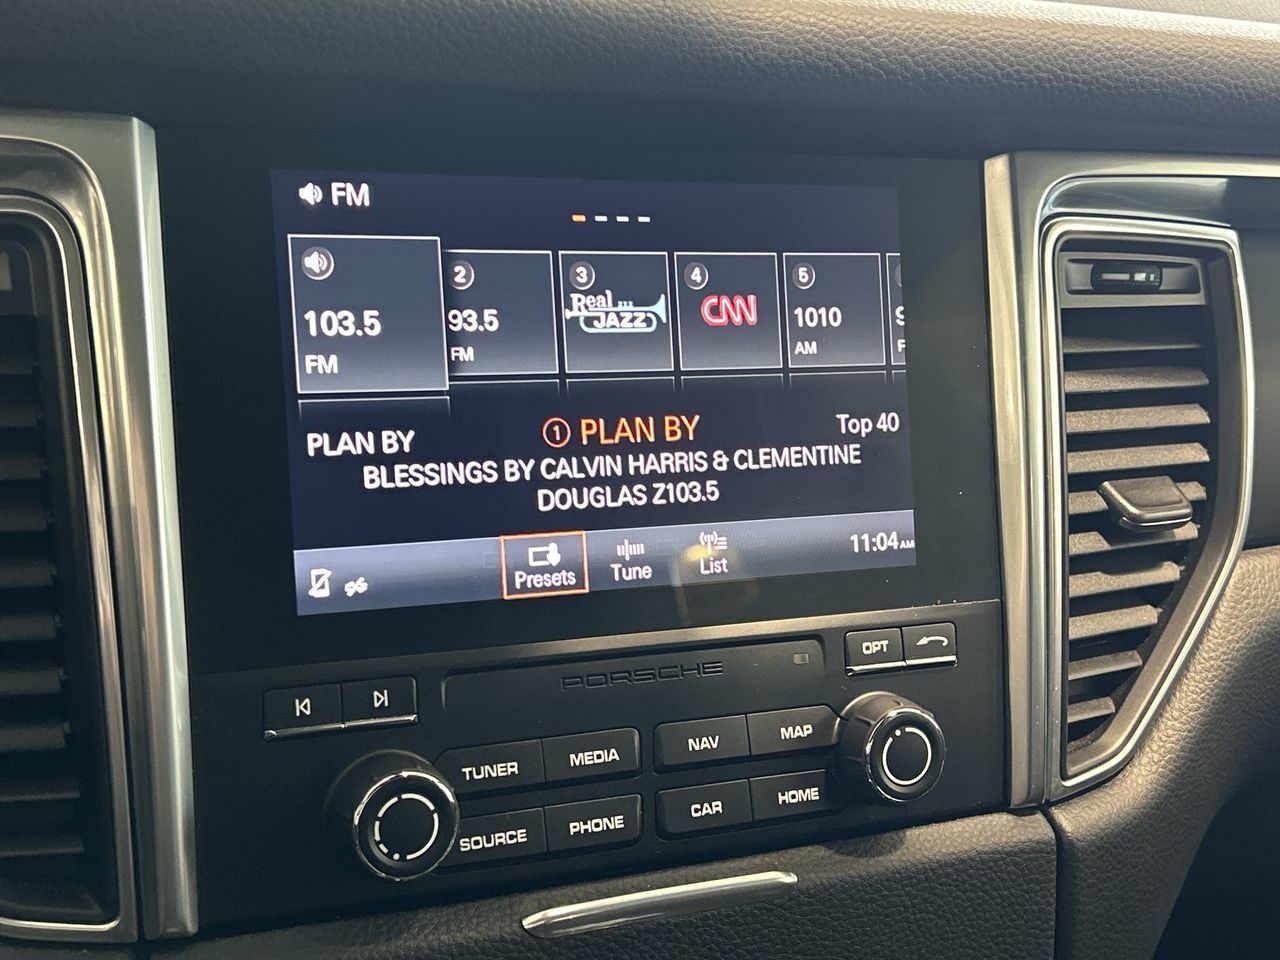 FM
103.5
FM
2
93.5
FM
3
Real
JAZZ
4
CNN
5
1010
AM
PLAN BY
1 PLAN BY
Top 40
BLESSINGS BY CALVIN HARRIS & CLEMENTINE
DOUGLAS Z103.5
Presets
Tune
List
11:04 AM
PORSCHE
OPT
TUNER
MEDIA
NAV
MAP
SOURCE
PHONE
CAR
HOME